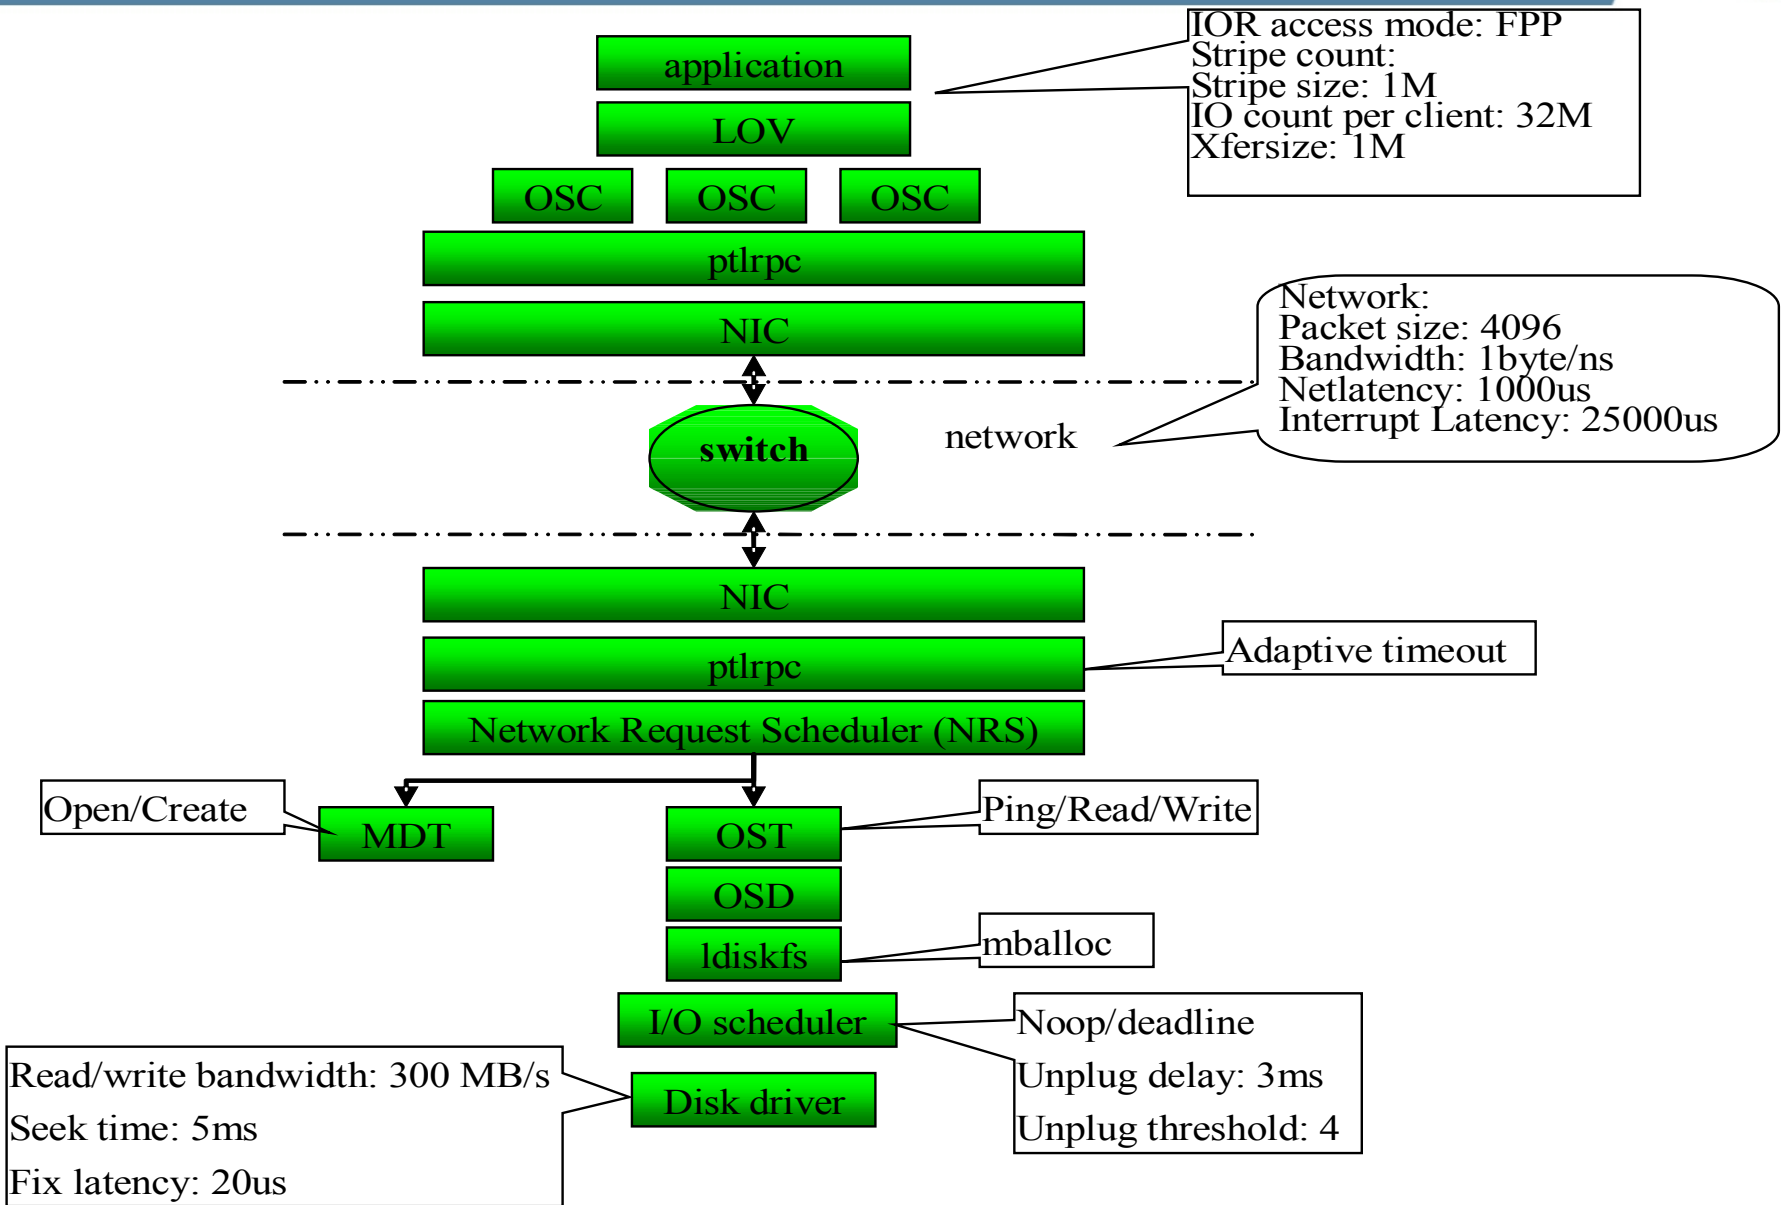 IOR access mode: FPP
Stripe count:
Stripe size: 1M
IO count per client: 32M
Xfersize: 1M
application
LOV
OSC OSC OSC
ptlrpc
NIC
Network:
Packet size: 4096
Bandwidth: 1byte/ns
Netlatency: 1000us
Interrupt Latency: 25000us
switch
network
NIC
ptlrpc
Adaptive timeout
Network Request Scheduler (NRS)
Open/Create
MDT
OST
Ping/Read/Write
OSD
ldiskfs
mballoc
I/O scheduler
Noop/deadline
Unplug delay: 3ms
Unplug threshold: 4
Disk driver
Read/write bandwidth: 300 MB/s
Seek time: 5ms
Fix latency: 20us